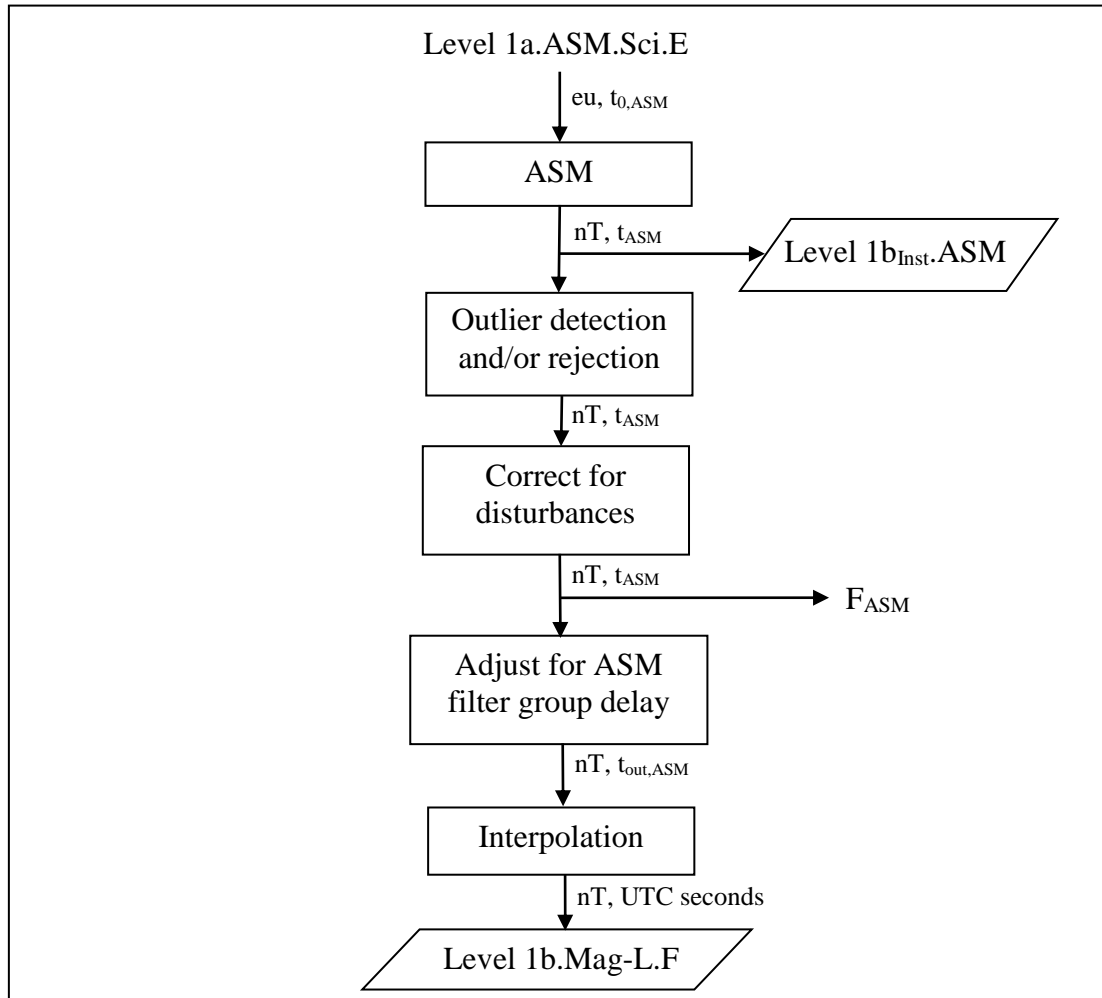 Level 1a.ASM.Sci.E
eu, t0,ASM
ASM
nT, tASM
Level 1bInst.ASM
Outlier detection
and/or rejection
nT, tASM
Correct for
disturbances
nT, tASM
FASM
Adjust for ASM
filter group delay
nT, tout,ASM
Interpolation
nT, UTC seconds
Level 1b.Mag-L.F